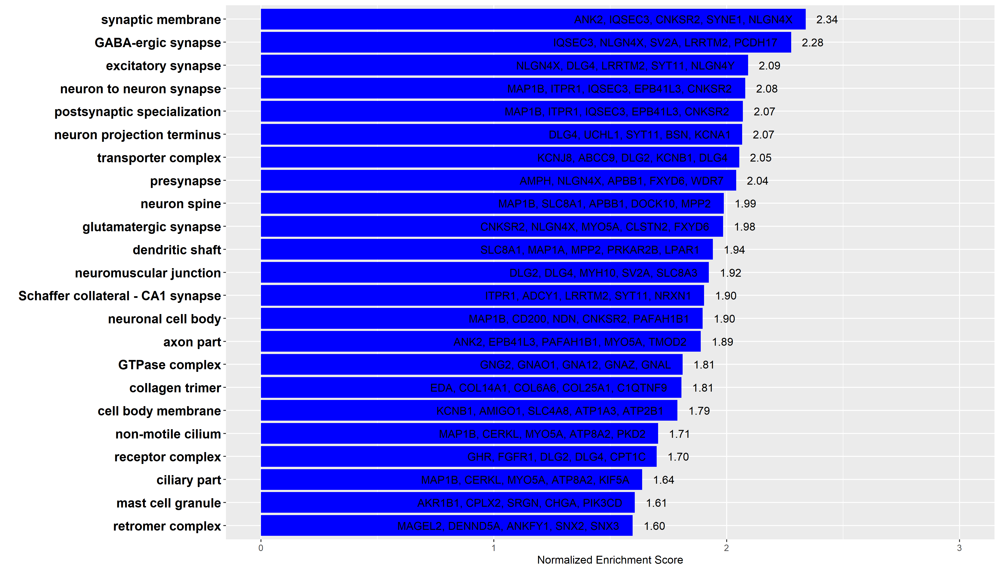 synaptic membrane ANK2, IQSEC3, CNKSR2, SYNE1, NLGN4X 2.34
GABA-ergic synapse IQSEC3, NLGN4X, SV2A, LRRTM2, PCDH17 2.28
excitatory synapse NLGN4X, DLG4, LRRTM2, SYT11, NLGN4Y 2.09
neuron to neuron synapse MAP1B, ITPR1, IQSEC3, EPB41L3, CNKSR2 2.08
postsynaptic specialization MAP1B, ITPR1, IQSEC3, EPB41L3, CNKSR2 2.07
neuron projection terminus DLG4, UCHL1, SYT11, BSN, KCNA1 2.07
transporter complex KCNJ8, ABCC9, DLG2, KCNB1, DLG4 2.05
presynapse AMPH, NLGN4X, APBB1, FXYD6, WDR7 2.04
neuron spine MAP1B, SLC8A1, APBB1, DOCK10, MPP2 1.99
glutamatergic synapse CNKSR2, NLGN4X, MYO5A, CLSTN2, FXYD6 1.98
dendritic shaft SLC8A1, MAP1A, MPP2, PRKAR2B, LPAR1 1.94
neuromuscular junction DLG2, DLG4, MYH10, SV2A, SLC8A3 1.92
Schaffer collateral - CA1 synapse ITPR1, ADCY1, LRRTM2, SYT11, NRXN1 1.90
neuronal cell body MAP1B, CD200, NDN, CNKSR2, PAFAH1B1 1.90
axon part ANK2, EPB41L3, PAFAH1B1, MYO5A, TMOD2 1.89
GTPase complex GNG2, GNAO1, GNA12, GNAZ, GNAL 1.81
collagen trimer EDA, COL14A1, COL6A6, COL25A1, C1QTNF9 1.81
cell body membrane KCNB1, AMIGO1, SLC4A8, ATP1A3, ATP2B1 1.79
non-motile cilium MAP1B, CERKL, MYO5A, ATP8A2, PKD2 1.71
receptor complex GHR, FGFR1, DLG2, DLG4, CPT1C 1.70
ciliary part MAP1B, CERKL, MYO5A, ATP8A2, KIF5A 1.64
mast cell granule AKR1B1, CPLX2, SRGN, CHGA, PIK3CD 1.61
retromer complex MAGEL2, DENND5A, ANKFY1, SNX2, SNX3 1.60
0 1 2 3
Normalized Enrichment Score